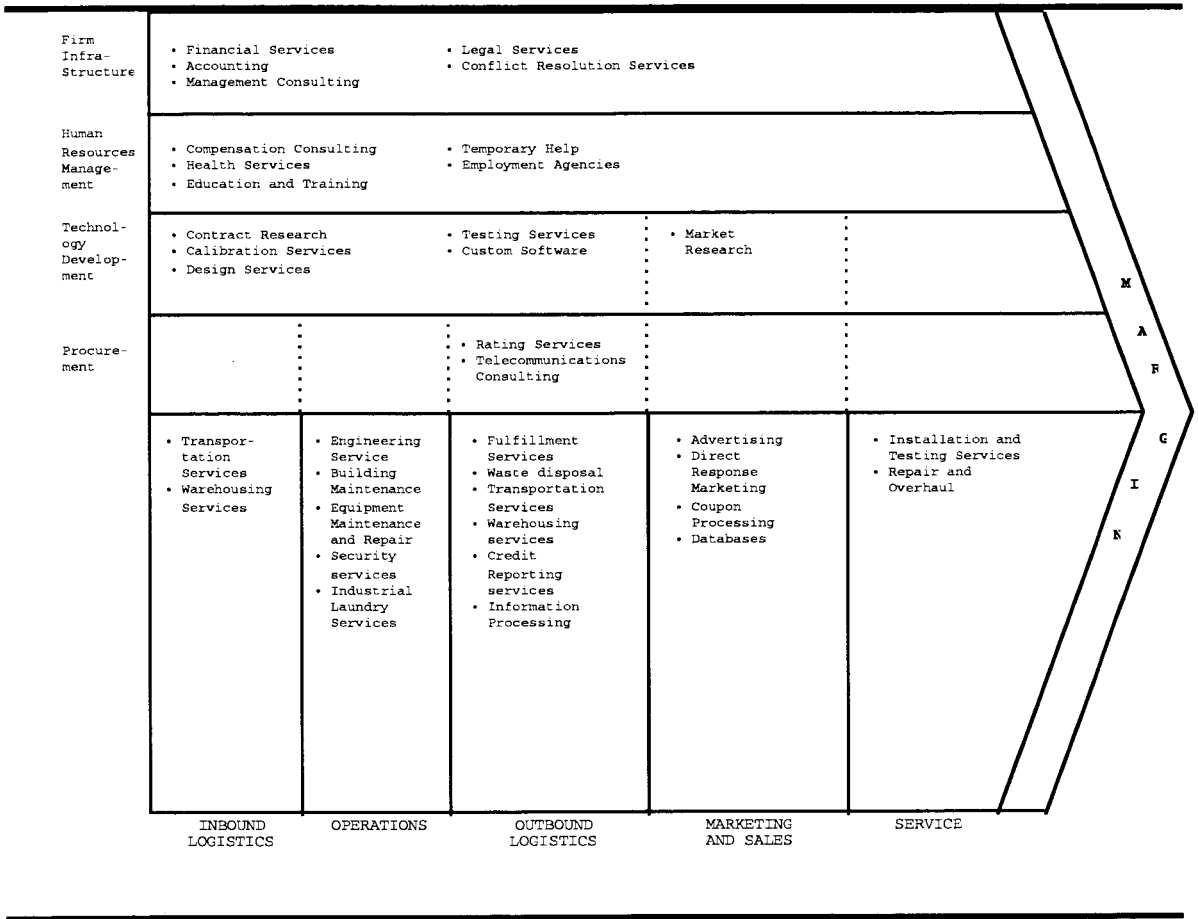 Firm
Infra-
Structure
• Financial Services
• Accounting
• Management Consulting
• Legal Services
• Conflict Resolution Services
Human
Resources
Manage-
ment
• Compensation Consulting
• Health Services
• Education and Training
• Temporary Help
• Employment Agencies
Technol-
ogy
Develop-
ment
• Contract Research
• Calibration Services
• Design Services
• Testing Services
• Custom Software
• Market
Research
Procure-
ment
• Rating Services
• Telecommunications
Consulting
• Transpor-
tation
Services
• Warehousing
Services
• Engineering
Service
• Building
Maintenance
• Equipment
Maintenance
and Repair
• Security
services
• Industrial
Laundry
Services
• Fulfillment
Services
• Waste disposal
• Transportation
Services
• Warehousing
services
• Credit
Reporting
services
• Information
Processing
• Advertising
• Direct
Response
Marketing
• Coupon
Processing
• Databases
• Installation and
Testing Services
• Repair and
Overhaul
M
A
R
G
I
N
INBOUND
LOGISTICS
OPERATIONS
OUTBOUND
LOGISTICS
MARKETING
AND SALES
SERVICE